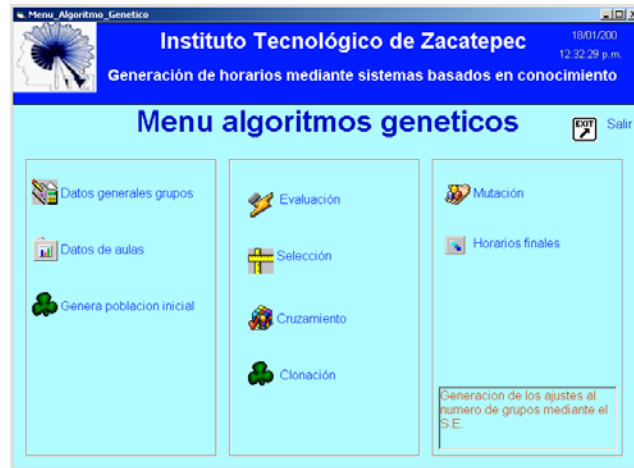 Menu_Algoritmo_Genetico
Instituto Tecnológico de Zacatepec
18/01/200
12:32:29 p.m.
Generación de horarios mediante sistemas basados en conocimiento
Menu algoritmos geneticos
EXIT
Salir
Datos generales grupos
Datos de aulas
Genera poblacion inicial
Evaluación
Selección
Cruzamiento
Clonación
Mutación
Horarios finales
Generacion de los ajustes al
numero de grupos mediante el
S.E.